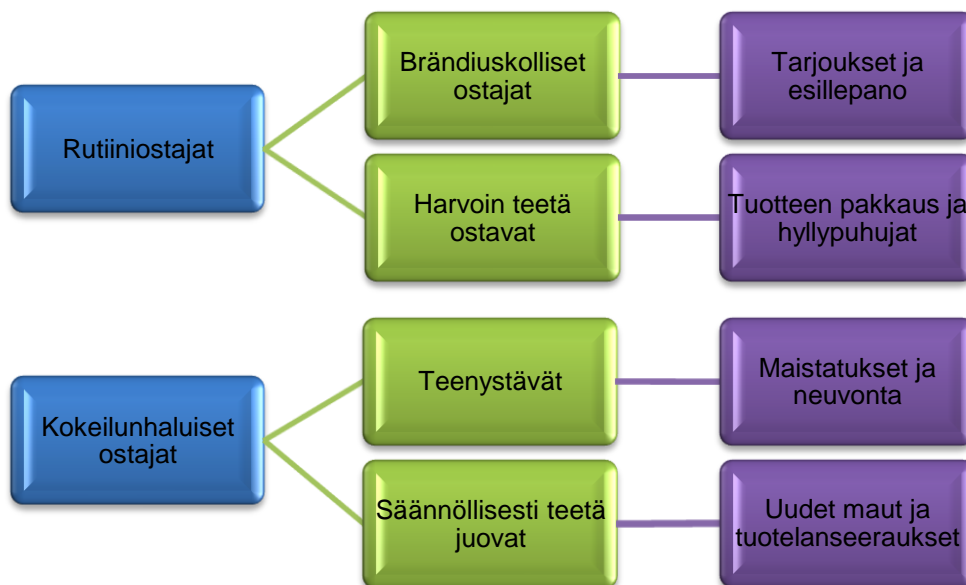 Brändiuskolliset
ostajat
Tarjoukset ja
esillepano
Rutiiniostajat
Harvoin teetä
ostavat
Tuotteen pakkaus ja
hyllypuhujat
Teenystävät
Maistatukset ja
neuvonta
Kokeilunhaluiset
ostajat
Säännöllisesti teetä
juovat
Uudet maut ja
tuotelanseeraukset